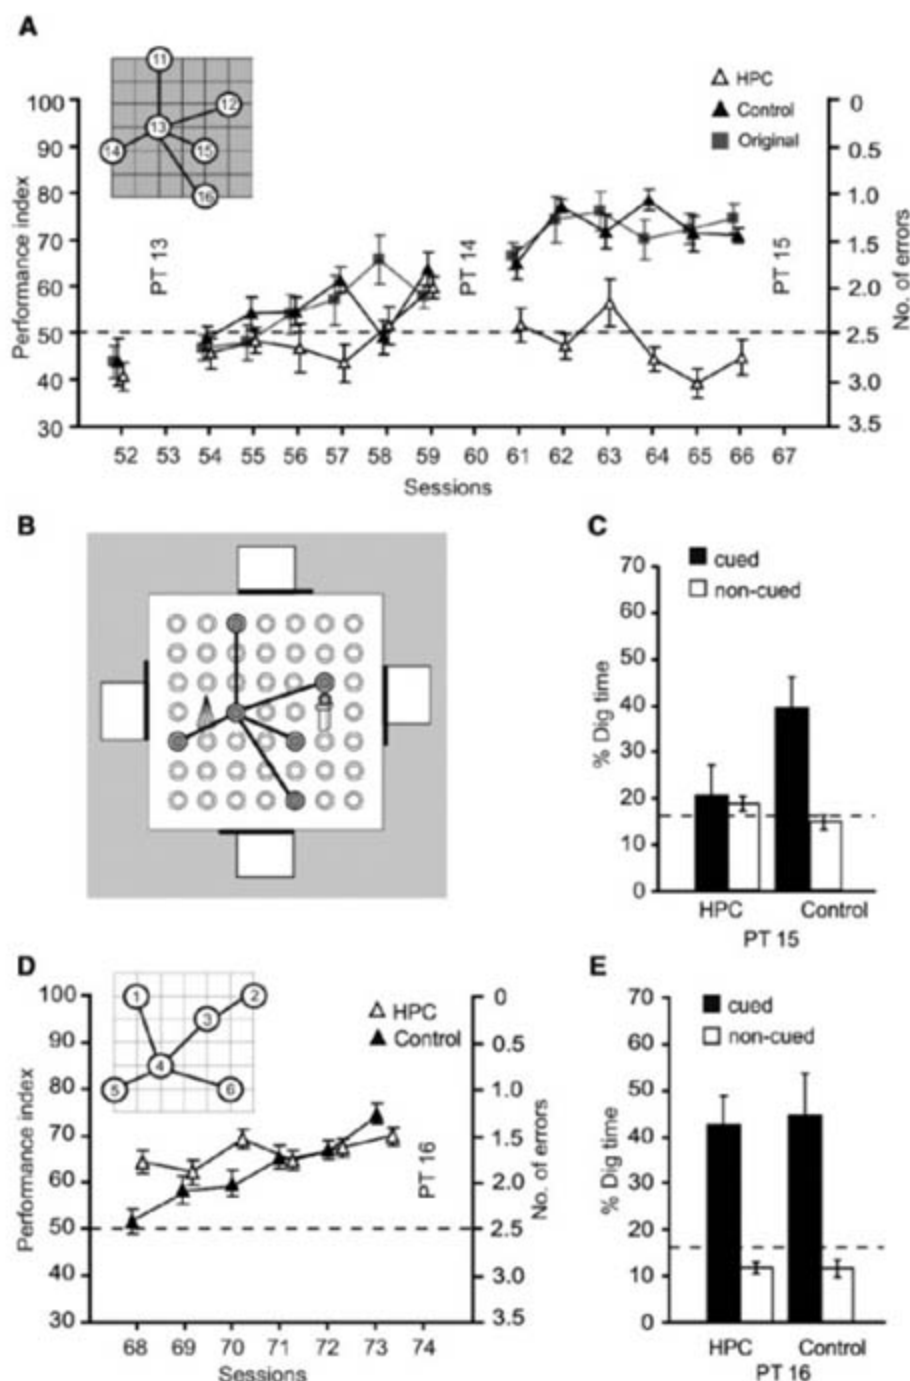 A
11
12
13
14
15
16
HPC
Control
Original
100
90
80
70
60
50
40
30
Performance index
PT 13
PT 14
PT 15
0
0.5
1.0
1.5
2.0
2.5
3.0
3.5
No. of errors
52 53 54 55 56 57 58 59 60 61 62 63 64 65 66 67
Sessions
B
C
cued
non-cued
70
60
50
40
30
20
10
0
% Dig time
HPC Control
PT 15
D
1
2
3
4
5
6
HPC
Control
100
90
80
70
60
50
40
30
Performance index
PT 16
0
0.5
1.0
1.5
2.0
2.5
3.0
3.5
No. of errors
68 69 70 71 72 73 74
Sessions
E
cued
non-cued
70
60
50
40
30
20
10
0
% Dig time
HPC Control
PT 16